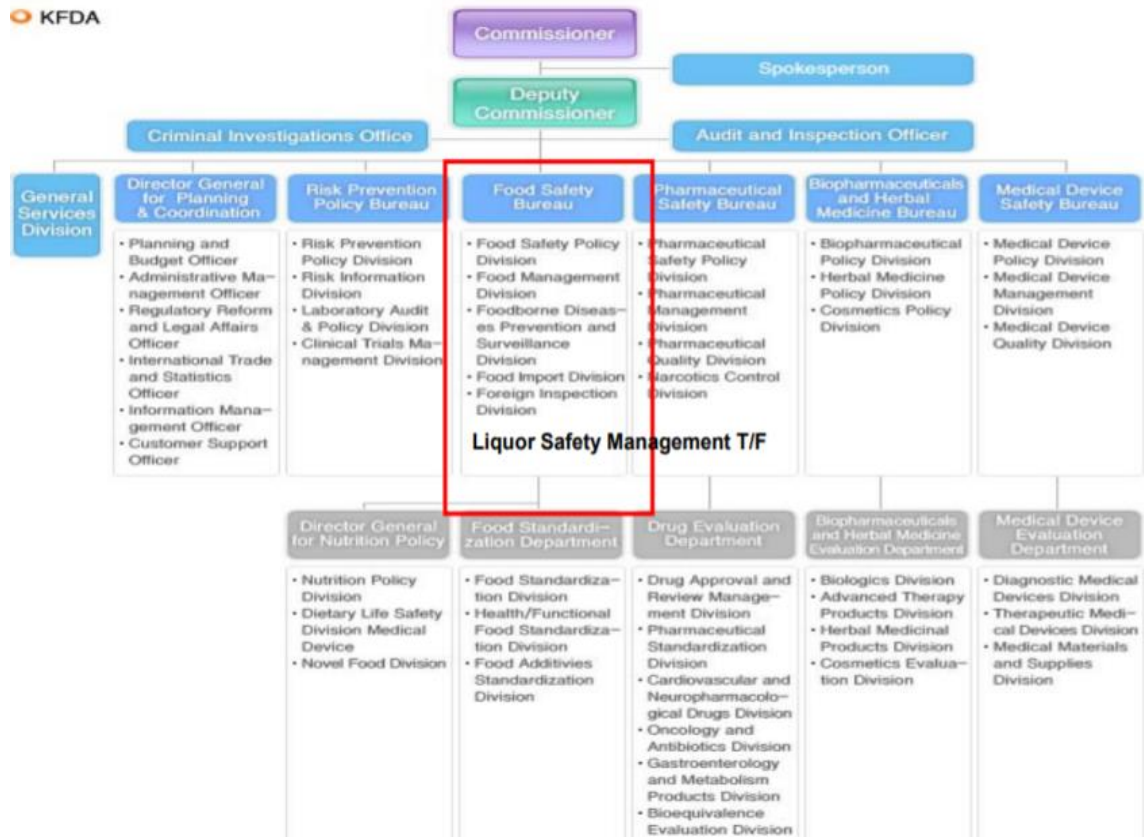 KFDA
Commissioner
Spokesperson
Deputy
Commissioner
Criminal Investigations Office
Audit and Inspection Officer
General
Services
Division
Director General
for Planning
& Coordination
• Planning and
Budget Officer
• Administrative Ma-
nagement Officer
• Regulatory Reform
and Legal Affairs
Officer
• International Trade
and Statistics
Officer
• Information Mana-
gement Officer
• Customer Support
Officer
Risk Prevention
Policy Bureau
• Risk Prevention
Policy Division
• Risk Information
Division
• Laboratory Audit
& Policy Division
• Clinical Trials Ma-
nagement Division
Food Safety
Bureau
• Food Safety Policy
Division
• Food Management
Division
• Foodborne Diseas-
es Prevention and
Surveillance
Division
• Food Import Division
• Foreign Inspection
Division
Liquor Safety Management T/F
Pharmaceutical
Safety Bureau
• Pharmaceutical
Safety Policy
Division
• Pharmaceutical
Management
Division
• Pharmaceutical
Quality Division
• Narcotics Control
Division
Biopharmaceuticals
and Herbal
Medicine Bureau
• Biopharmaceutical
Policy Division
• Herbal Medicine
Policy Division
• Cosmetics Policy
Division
Medical Device
Safety Bureau
• Medical Device
Policy Division
• Medical Device
Management
Division
• Medical Device
Quality Division
Director General
for Nutrition Policy
• Nutrition Policy
Division
• Dietary Life Safety
Division Medical
Device
• Novel Food Division
Food Standardi-
zation Department
• Food Standardiza-
tion Division
• Health/Functional
Food Standardiza-
tion Division
• Food Additivies
Standardization
Division
Drug Evaluation
Department
• Drug Approval and
Review Manage-
ment Division
• Pharmaceutical
Standardization
Division
• Cardiovascular and
Neuropharmacolo-
gical Drugs Division
• Oncology and
Antibiotics Division
• Gastroenterology
and Metabolism
Products Division
• Bioequivalence
Evaluation Division
Biopharmaceuticals
and Herbal Medicine
Evaluation Department
• Biologics Division
• Advanced Therapy
Products Division
• Herbal Medicinal
Products Division
• Cosmetics Evalua-
tion Division
Medical Device
Evaluation
Department
• Diagnostic Medical
Devices Division
• Therapeutic Medi-
cal Devices Division
• Medical Materials
and Supplies
Division